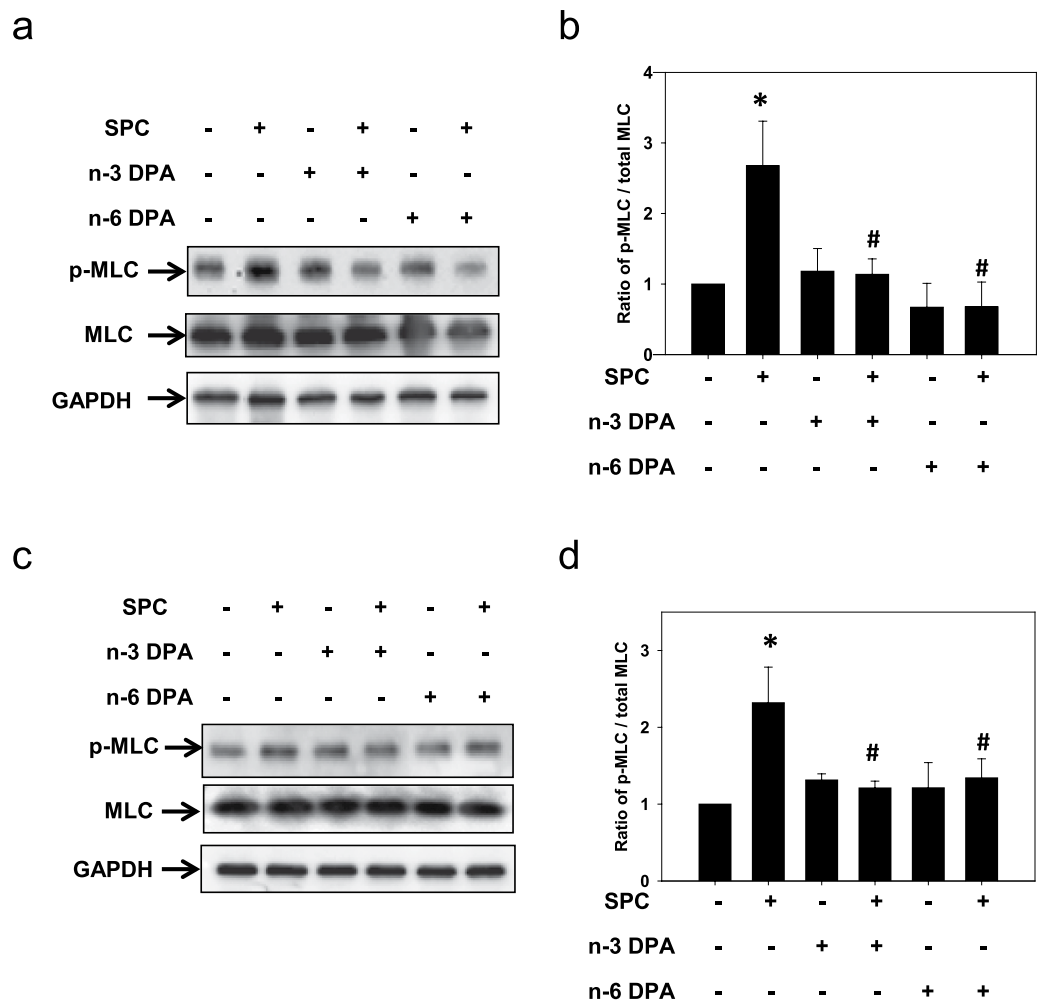 a
SPC - + - + - +
n-3 DPA - - + + - -
n-6 DPA - - - - + +
p-MLC
MLC
GAPDH
b
Ratio of p-MLC / total MLC
4
3
2
1
0
*
#
#
SPC - + - + - +
n-3 DPA - - + + - -
n-6 DPA - - - - + +
c
SPC - + - + - +
n-3 DPA - - + + - -
n-6 DPA - - - - + +
p-MLC
MLC
GAPDH
d
Ratio of p-MLC / total MLC
3
2
1
0
*
#
#
SPC - + - + - +
n-3 DPA - - + + - -
n-6 DPA - - - - + +